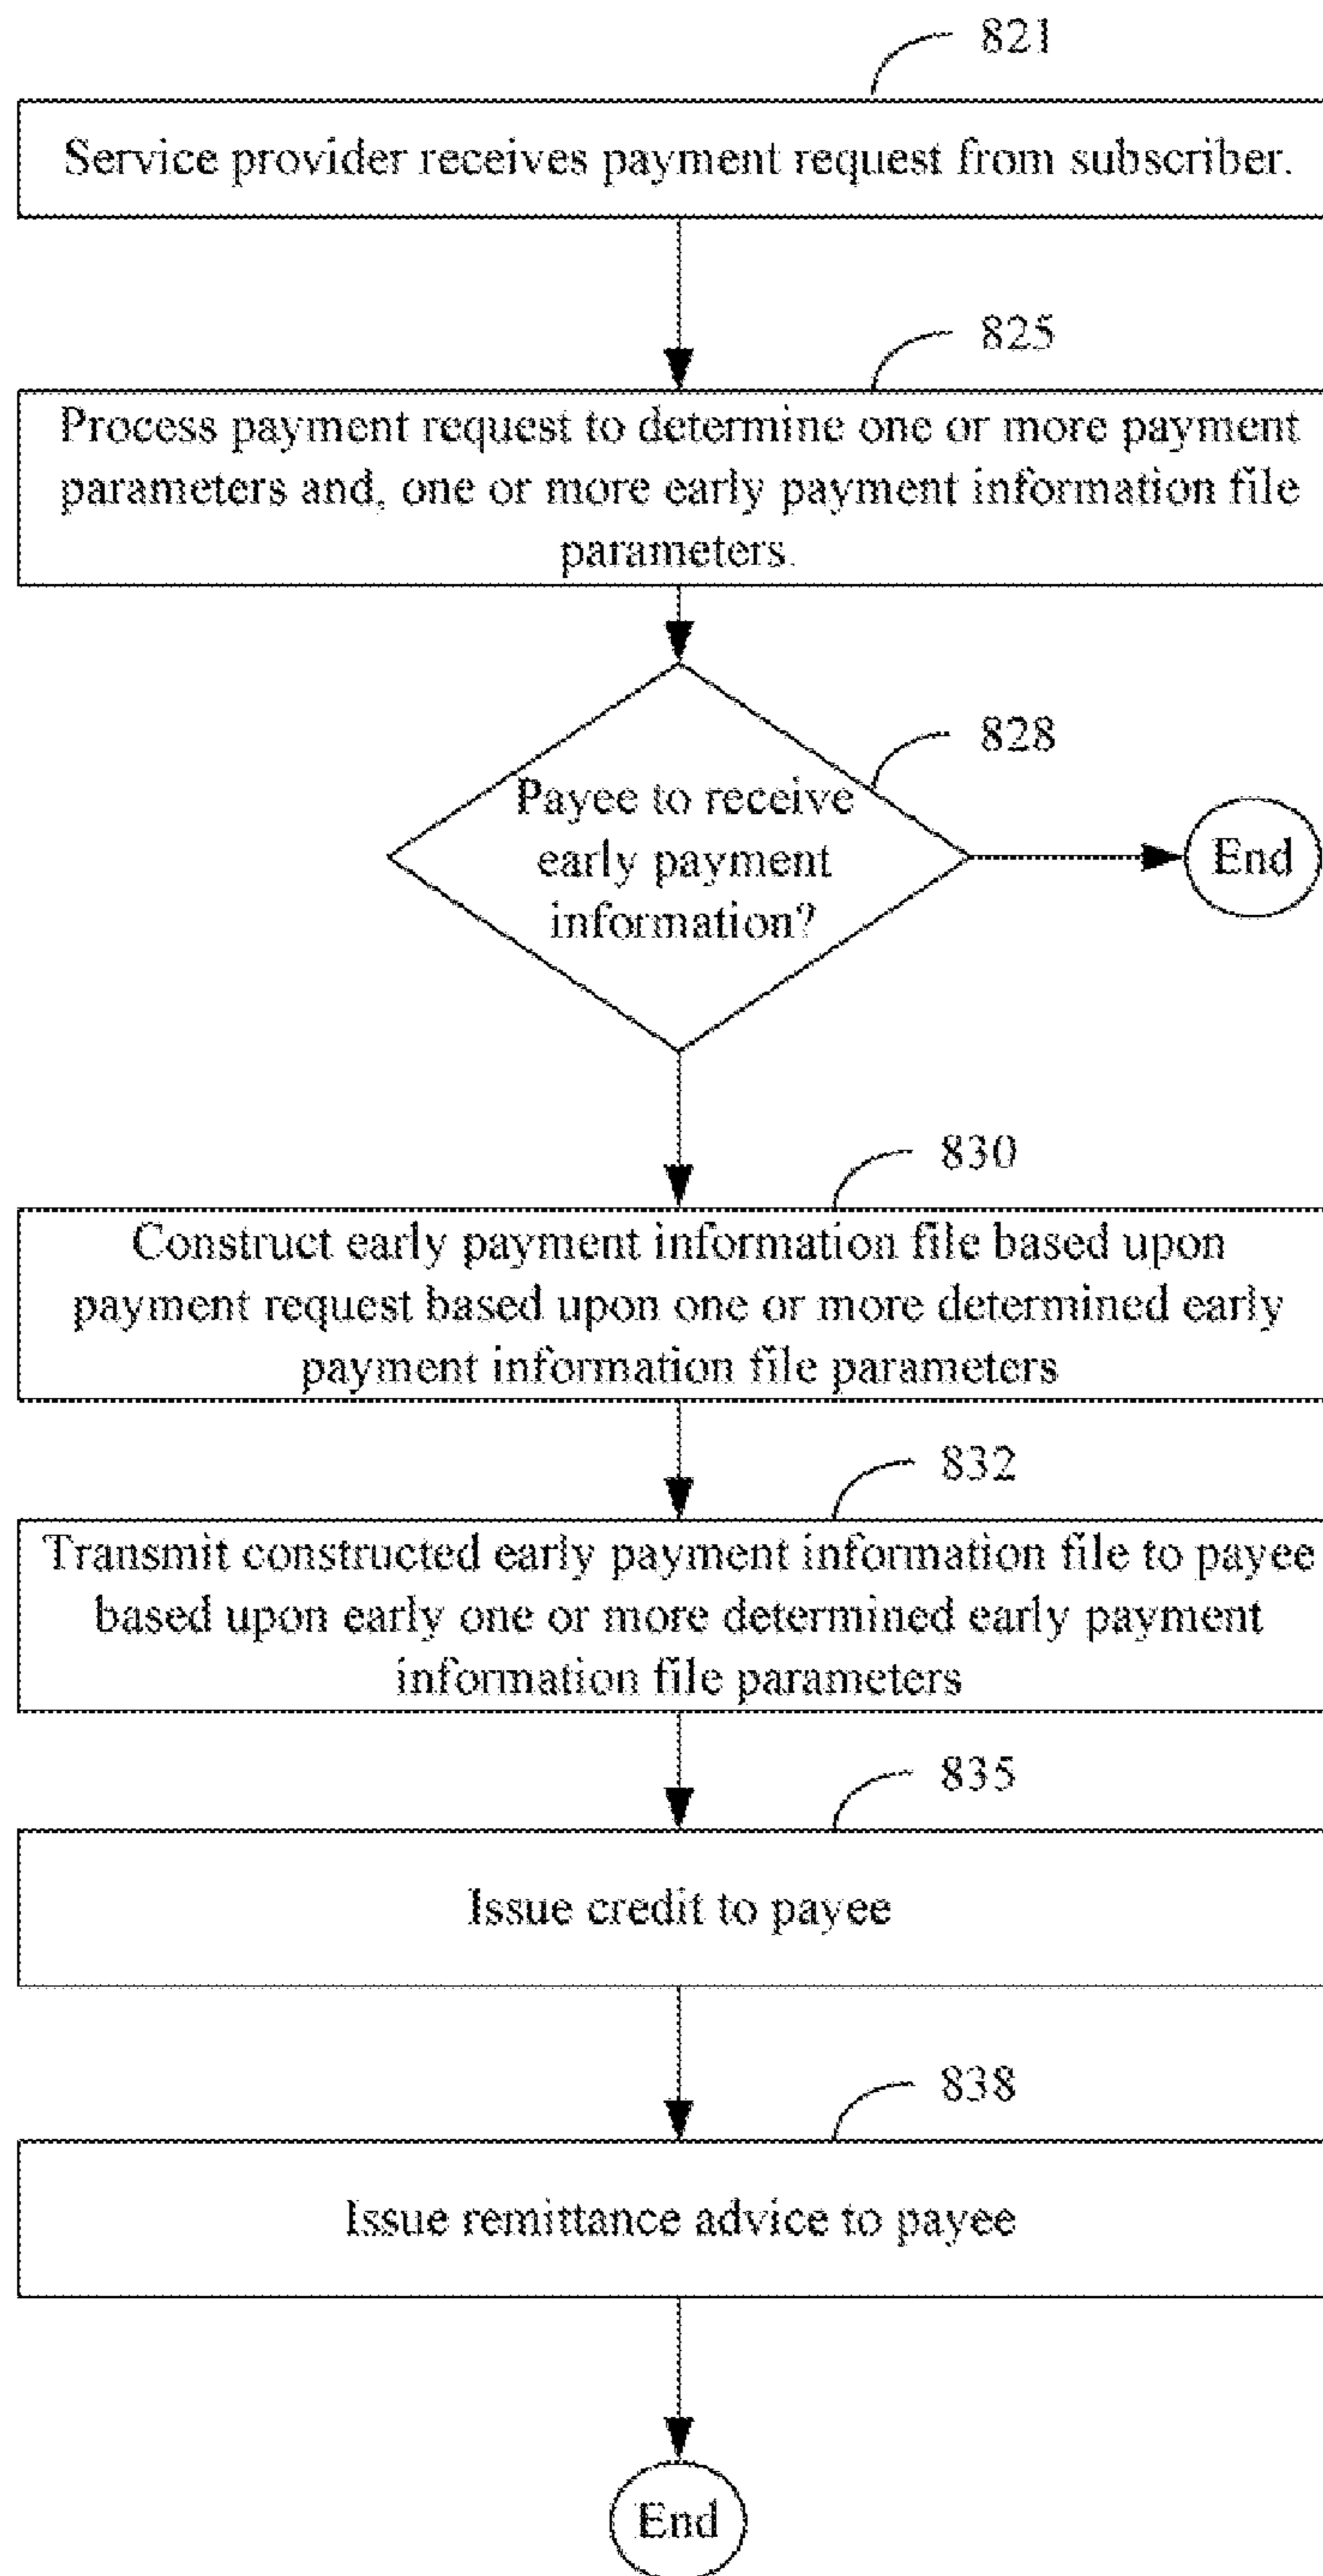 821
Service provider receives payment request from subscriber.
825
Process payment request to determine one or more payment
parameters and, one or more early payment information file
parameters.
828
Payee to receive
early payment
information?
End
830
Construct early payment information file based upon
payment request based upon one or more determined early
payment information file parameters
832
Transmit constructed early payment information file to payee
based upon early one or more determined early payment
information file parameters
835
Issue credit to payee
838
Issue remittance advice to payee
End